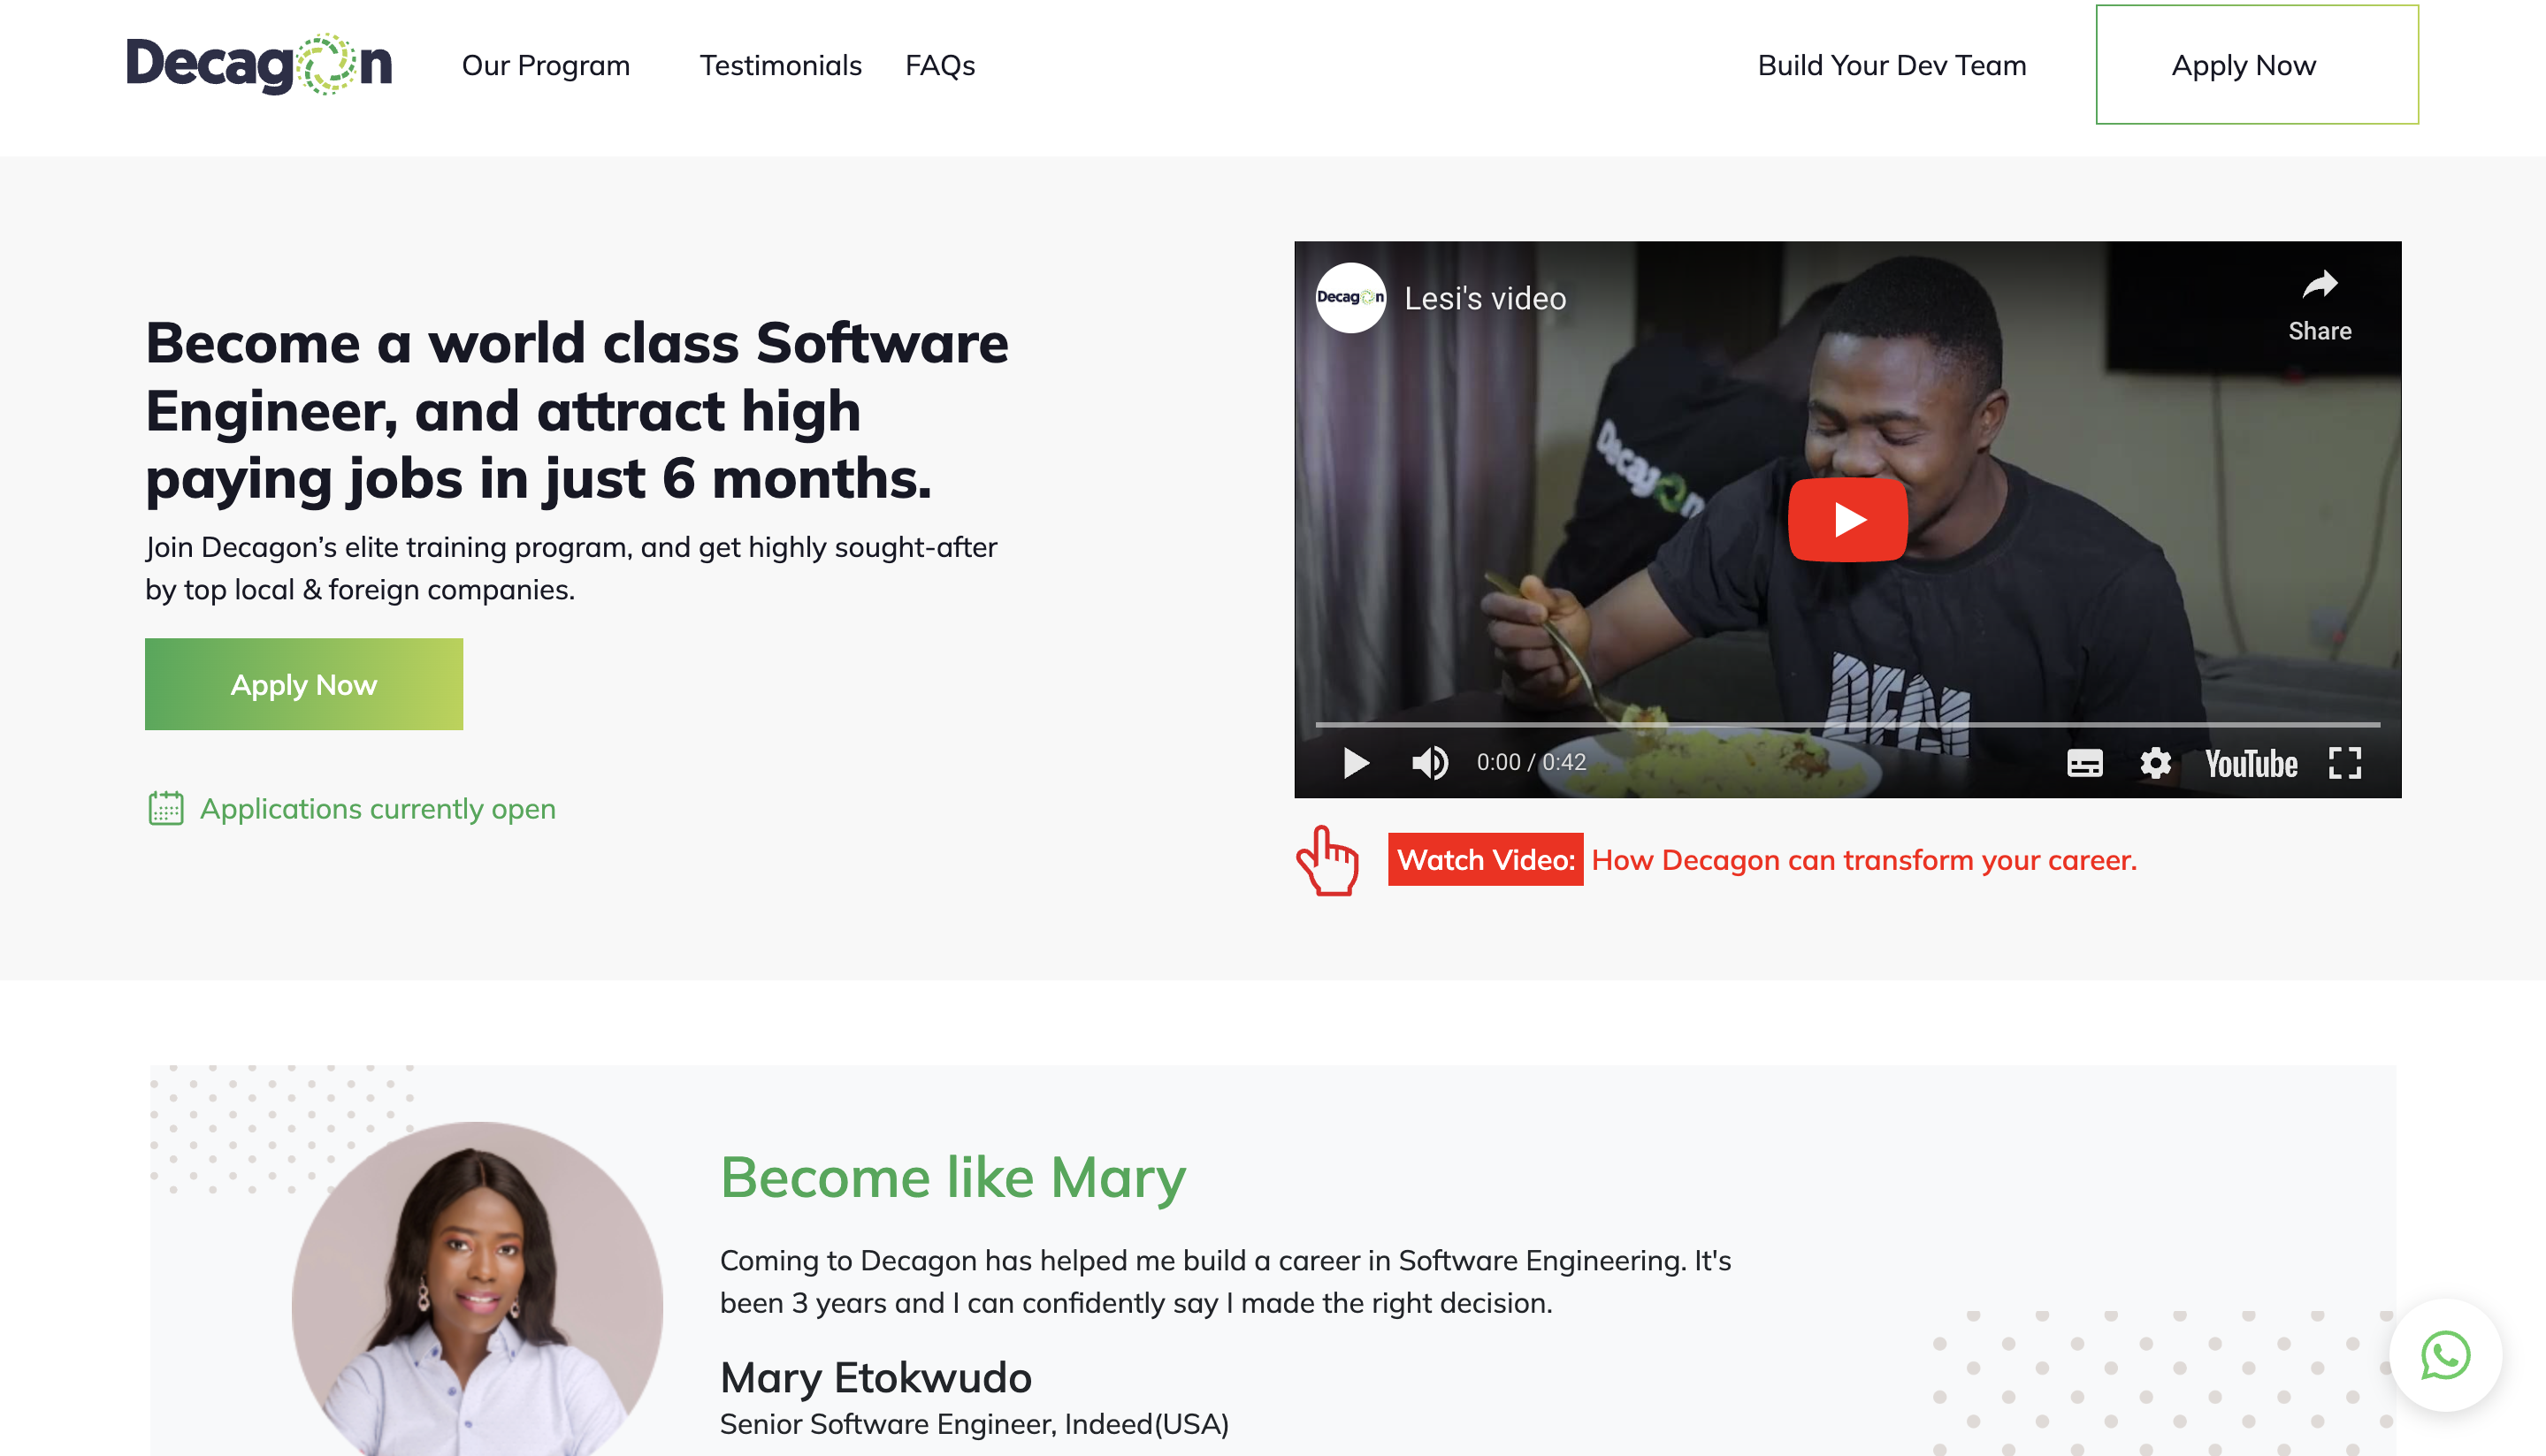 Decagon
Our Program
Testimonials
FAQs
Build Your Dev Team
Apply Now
Become a world class Software
Engineer, and attract high
paying jobs in just 6 months.
Join Decagon’s elite training program, and get highly sought-after
by top local & foreign companies.
Apply Now
Applications currently open
Decagon
Lesi's video
Share
Decagon
0:00 / 0:42
YouTube
Watch Video: How Decagon can transform your career.
Become like Mary
Coming to Decagon has helped me build a career in Software Engineering. It's
been 3 years and I can confidently say I made the right decision.
Mary Etokwudo
Senior Software Engineer, Indeed(USA)